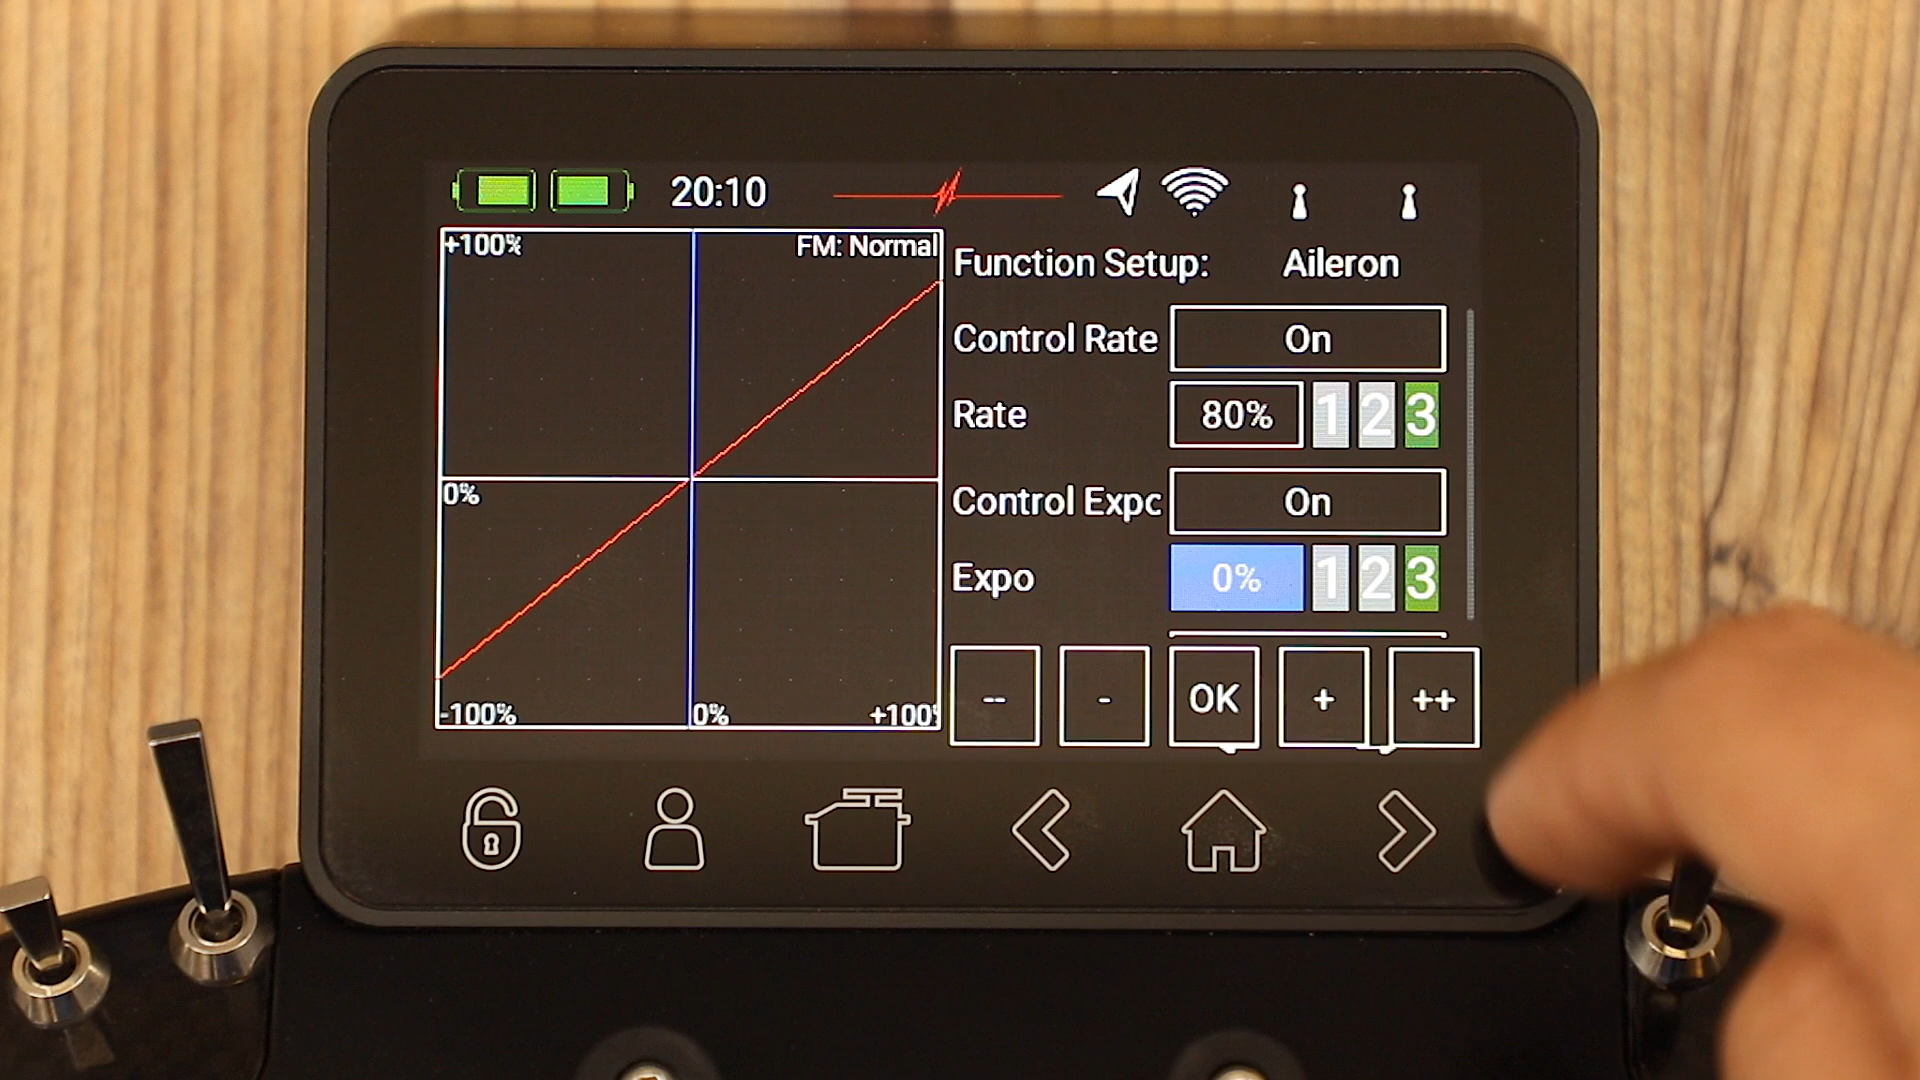 20:10
+100%
FM: Normal
0%
-100%
0%
+100%
Function Setup: Aileron
Control Rate On
Rate 80% 1 2 3
Control Expo On
Expo 0% 1 2 3
-- - OK + ++